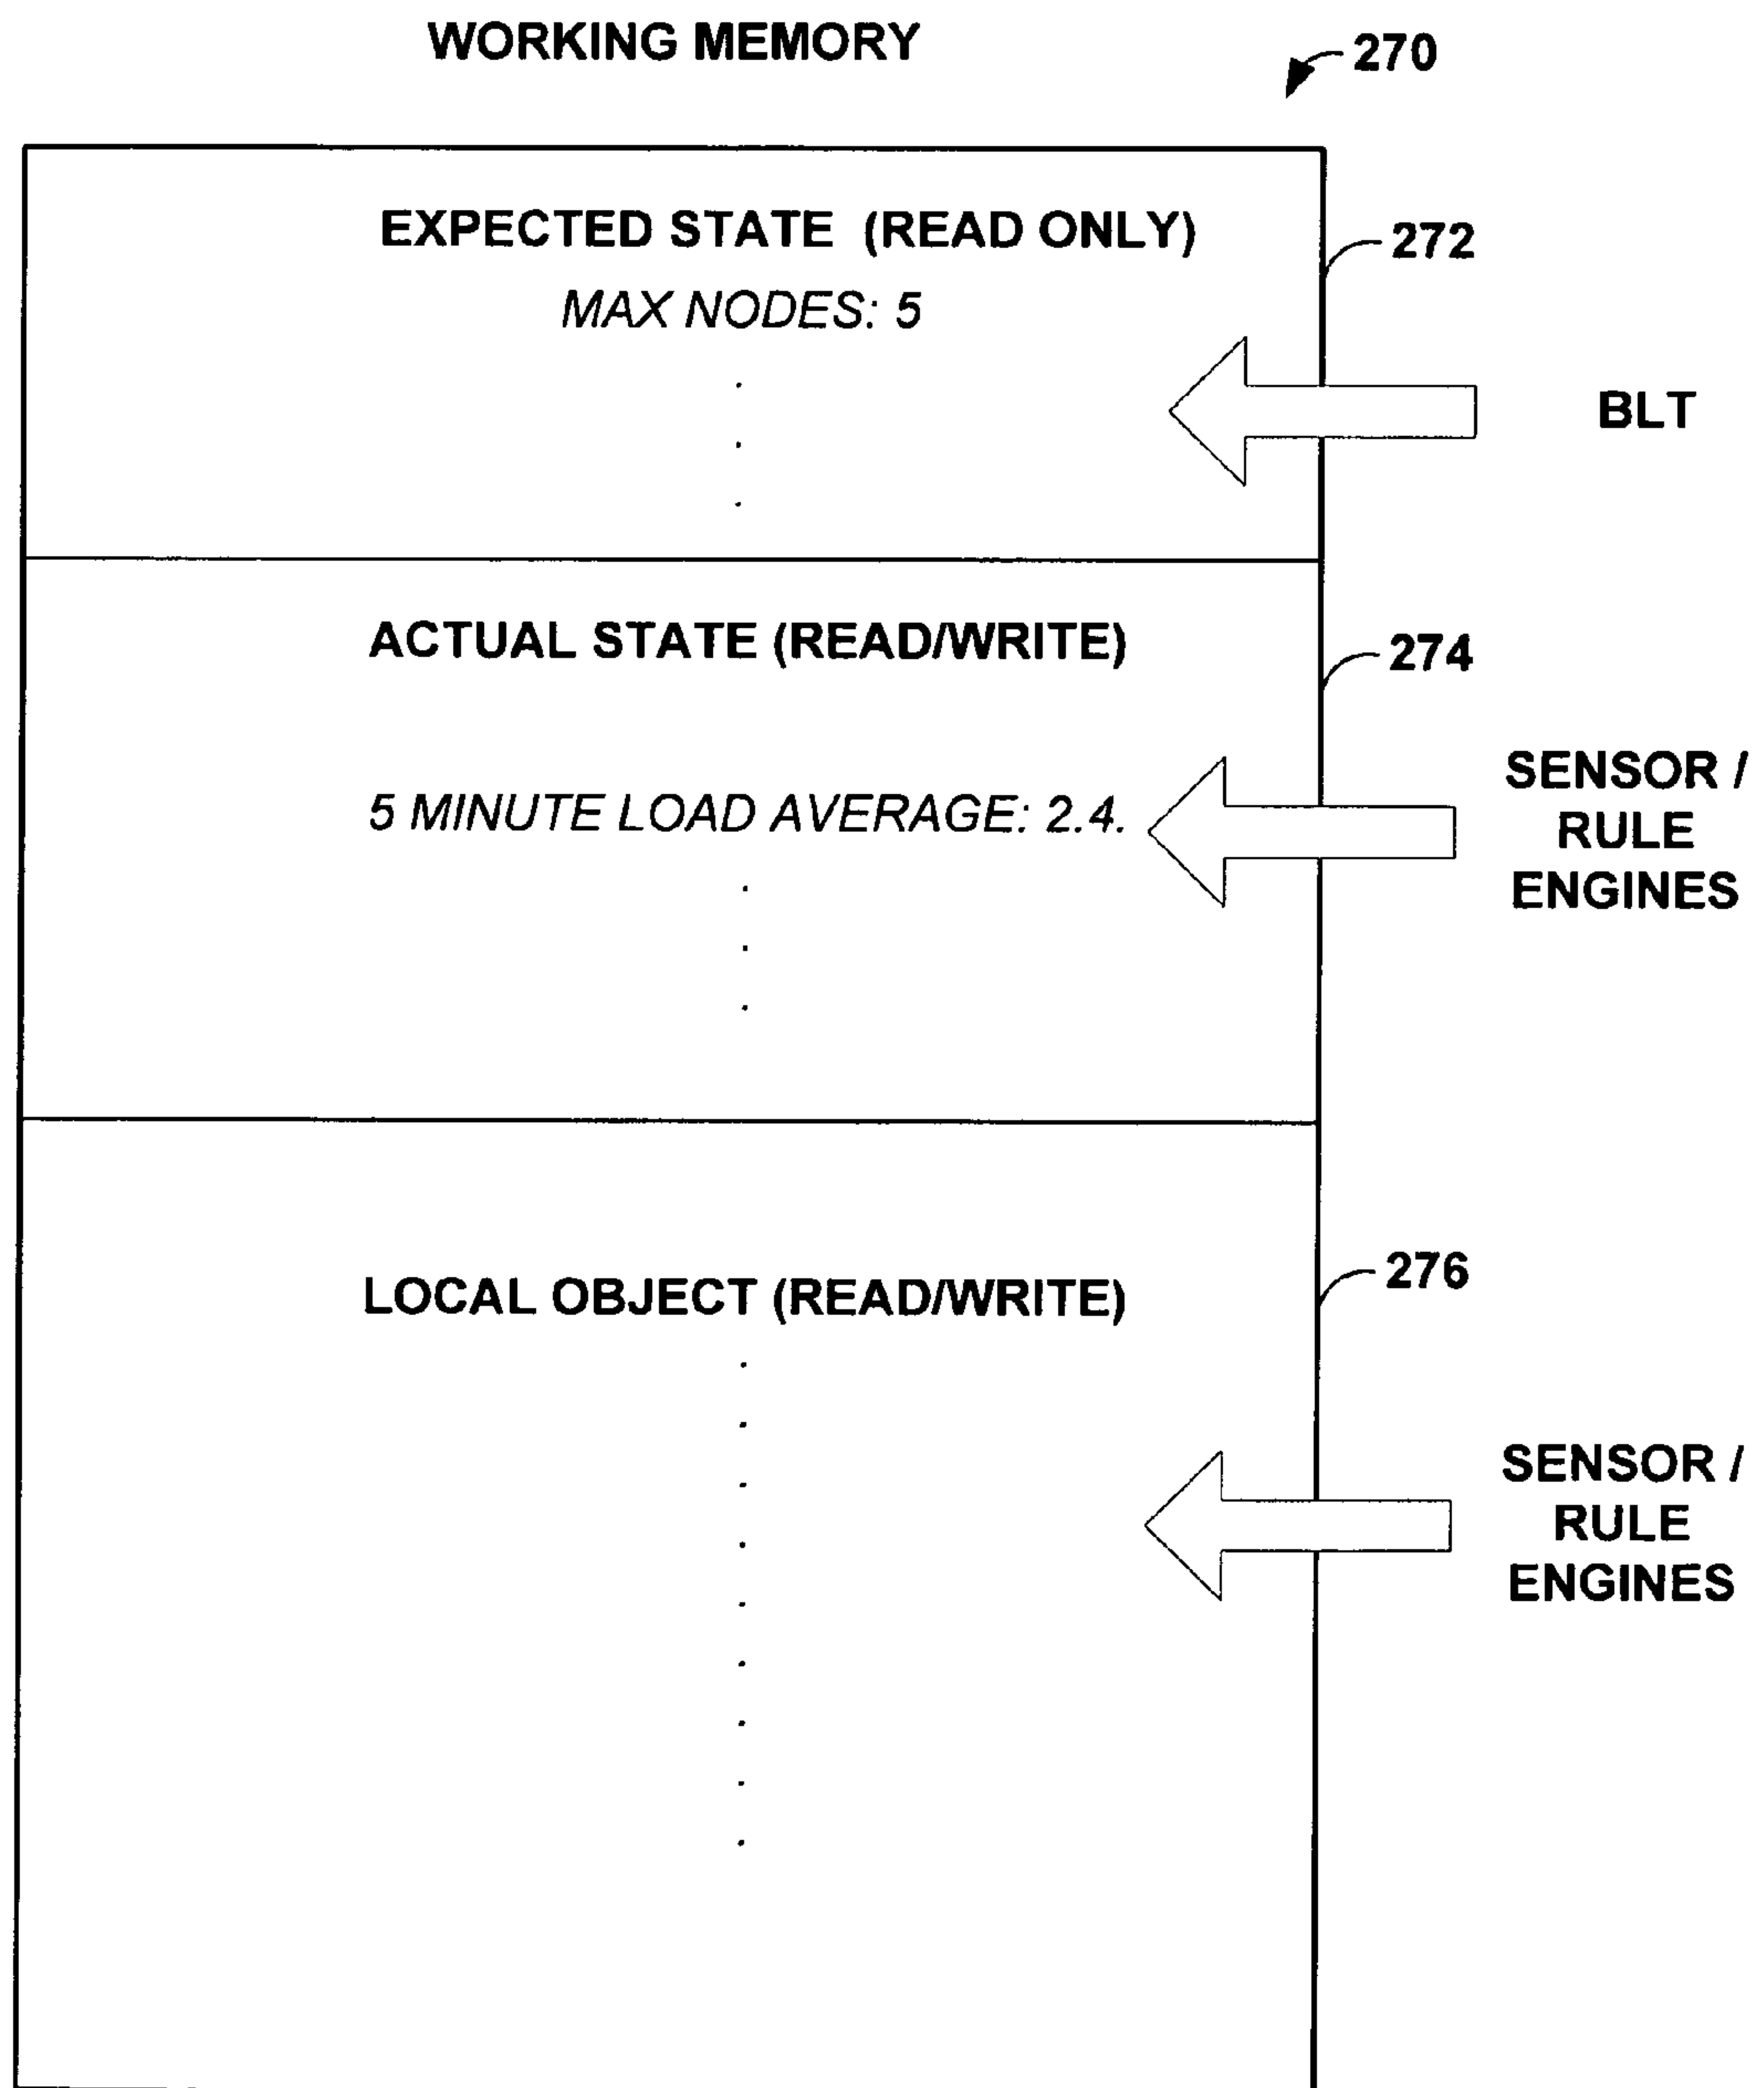 WORKING MEMORY
270
EXPECTED STATE (READ ONLY)
272
MAX NODES: 5
BLT
ACTUAL STATE (READ/WRITE)
274
5 MINUTE LOAD AVERAGE: 2.4.
SENSOR /
RULE
ENGINES
LOCAL OBJECT (READ/WRITE)
276
SENSOR /
RULE
ENGINES